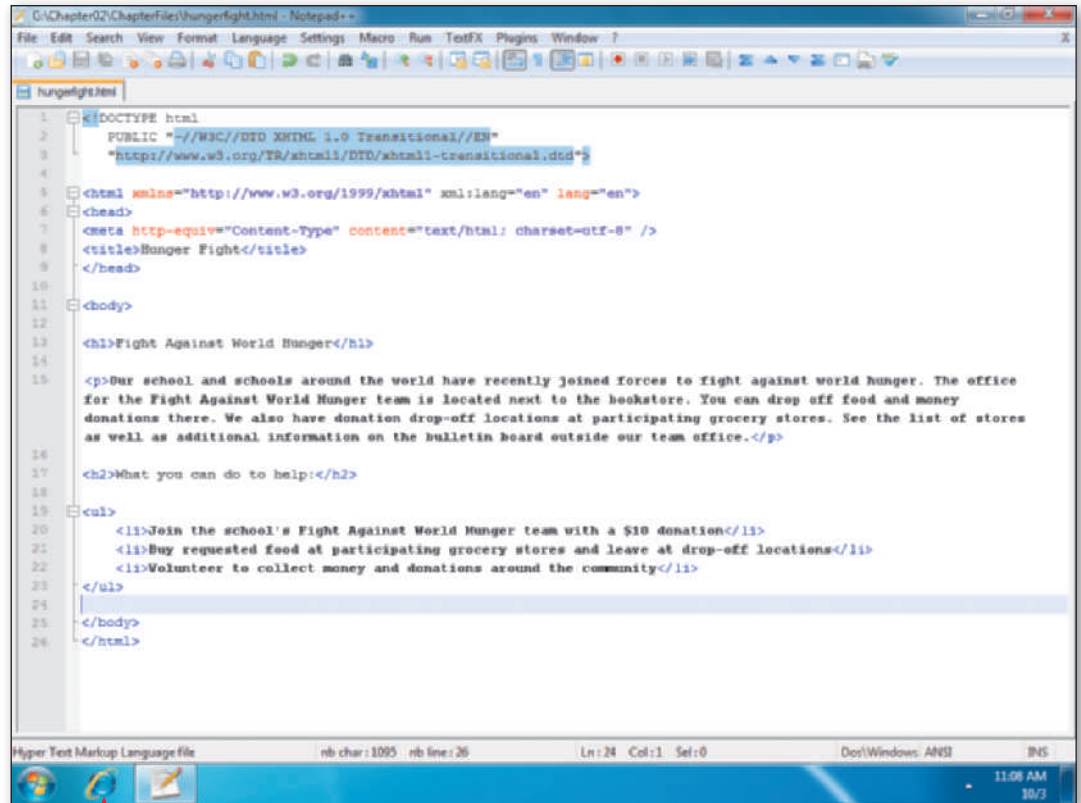 G:\Chapter02\ChapterFiles\hungerfight.html - Notepad++
File Edit Search View Format Language Settings Macro Run TextFX Plugins Window ?
X
hungerfight.html
1 <!DOCTYPE html
2 PUBLIC "-//W3C//DTD XHTML 1.0 Transitional//EN"
3 "http://www.w3.org/TR/xhtml1/DTD/xhtml1-transitional.dtd">
4
5 <html xmlns="http://www.w3.org/1999/xhtml" xml:lang="en" lang="en">
6 <head>
7 <meta http-equiv="Content-Type" content="text/html; charset=utf-8" />
8 <title>Hunger Fight</title>
9 </head>
10
11 <body>
12
13 <h1>Fight Against World Hunger</h1>
14
15 <p>Our school and schools around the world have recently joined forces to fight against world hunger. The office
for the Fight Against World Hunger team is located next to the bookstore. You can drop off food and money
donations there. We also have donation drop-off locations at participating grocery stores. See the list of stores
as well as additional information on the bulletin board outside our team office.</p>
16
17 <h2>What you can do to help:</h2>
18
19 <ul>
20 <li>Join the school's Fight Against World Hunger team with a $10 donation</li>
21 <li>Buy requested food at participating grocery stores and leave at drop-off locations</li>
22 <li>Volunteer to collect money and donations around the community</li>
23 </ul>
24
25 </body>
26 </html>
Hyper Text Markup Language file nb char : 1095 nb line : 26 Ln : 24 Col : 1 Sel : 0 Dos\Windows ANSI INS
11:08 AM
10/3